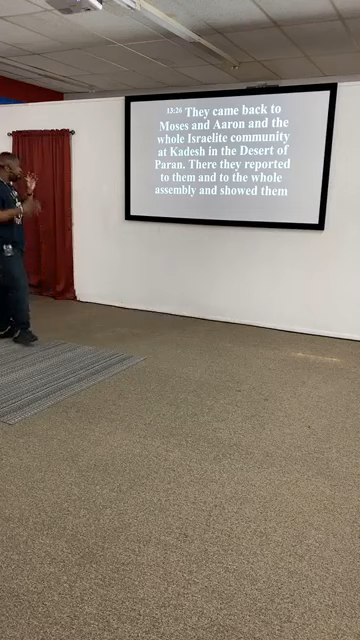 13:26 They came back to
Moses and Aaron and the
whole Israelite community
at Kadesh in the Desert of
Paran. There they reported
to them and to the whole
assembly and showed them